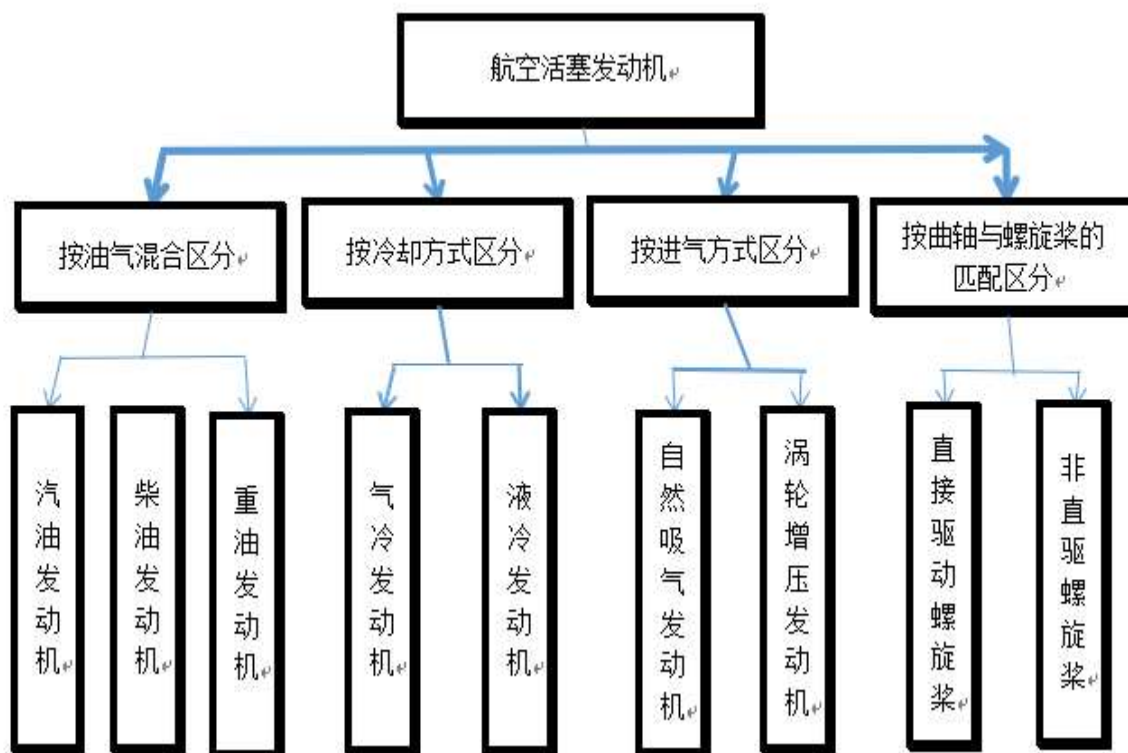 航空活塞发动机
按油气混合区分
按冷却方式区分
按进气方式区分
按曲轴与螺旋桨的
匹配区分
汽油发动机
柴油发动机
重油发动机
气冷发动机
液冷发动机
自然吸气发动机
涡轮增压发动机
直接驱动螺旋桨
非直驱螺旋桨